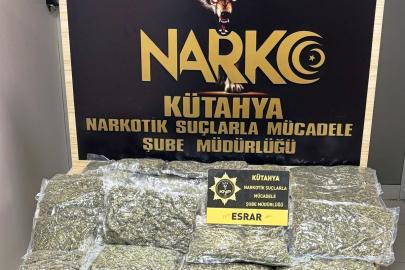 NARKO
KÜTAHYA
NARKOTİK SUÇLARLA MÜCADELE
ŞUBE MÜDÜRLÜĞÜ
KÜTAHYA
NARKOTİK SUÇLARLA
MÜCADELE
ŞUBE MÜDÜRLÜĞÜ
ESRAR